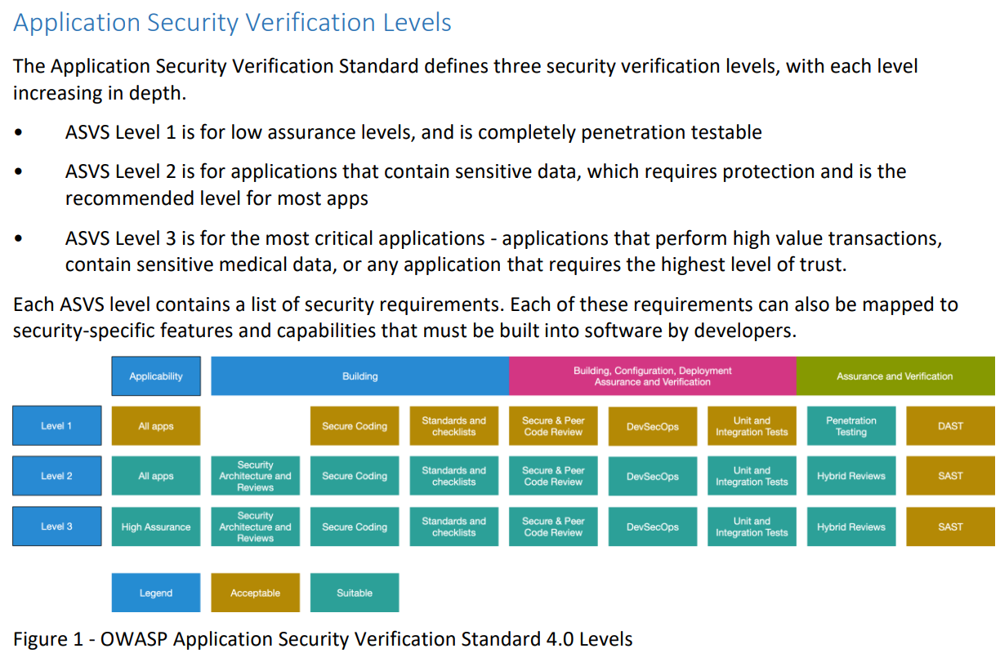 Application Security Verification Levels
The Application Security Verification Standard defines three security verification levels, with each level
increasing in depth.
• ASVS Level 1 is for low assurance levels, and is completely penetration testable
• ASVS Level 2 is for applications that contain sensitive data, which requires protection and is the
recommended level for most apps
• ASVS Level 3 is for the most critical applications - applications that perform high value transactions,
contain sensitive medical data, or any application that requires the highest level of trust.
Each ASVS level contains a list of security requirements. Each of these requirements can also be mapped to
security-specific features and capabilities that must be built into software by developers.
Applicability
Building
Building, Configuration, Deployment
Assurance and Verification
Assurance and Verification
Level 1
All apps
Secure Coding
Standards and
checklists
Secure & Peer
Code Review
DevSecOps
Unit and
Integration Tests
Penetration
Testing
DAST
Level 2
All apps
Security
Architecture and
Reviews
Secure Coding
Standards and
checklists
Secure & Peer
Code Review
DevSecOps
Unit and
Integration Tests
Hybrid Reviews
SAST
Level 3
High Assurance
Security
Architecture and
Reviews
Secure Coding
Standards and
checklists
Secure & Peer
Code Review
DevSecOps
Unit and
Integration Tests
Hybrid Reviews
SAST
Legend
Acceptable
Suitable
Figure 1 - OWASP Application Security Verification Standard 4.0 Levels